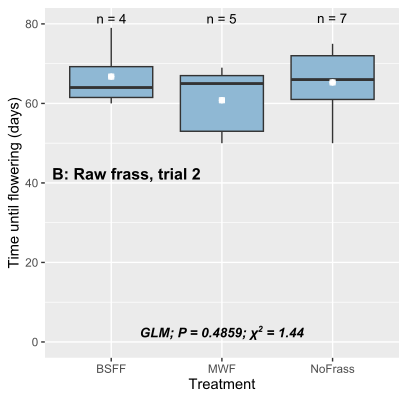 n = 4 n = 5 n = 7
80
60
B: Raw frass, trial 2
40
20
GLM; P = 0.4859; χ² = 1.44
0
BSFF MWF NoFrass
Treatment
Time until flowering (days)